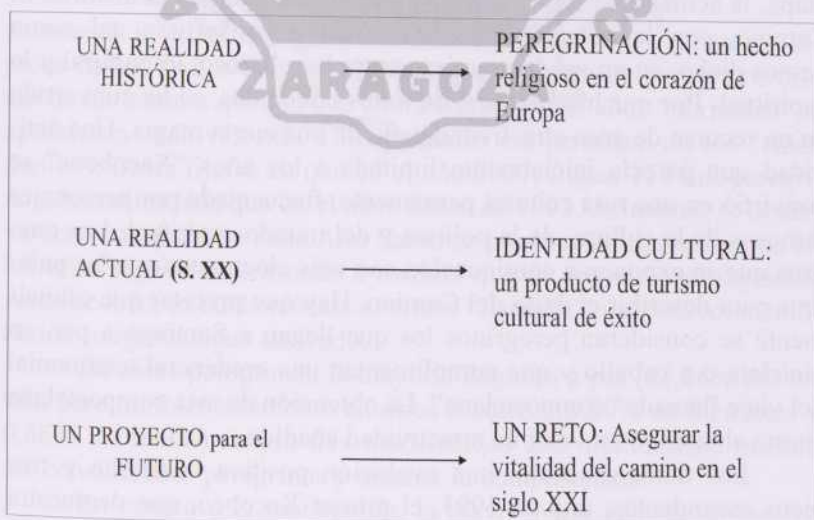 UNA REALIDAD
HISTÓRICA
PEREGRINACIÓN: un hecho
religioso en el corazón de
Europa
ZARAGOZA
UNA REALIDAD
ACTUAL (S. XX)
IDENTIDAD CULTURAL:
un producto de turismo
cultural de éxito
UN PROYECTO para el
FUTURO
UN RETO: Asegurar la
vitalidad del camino en el
siglo XXI